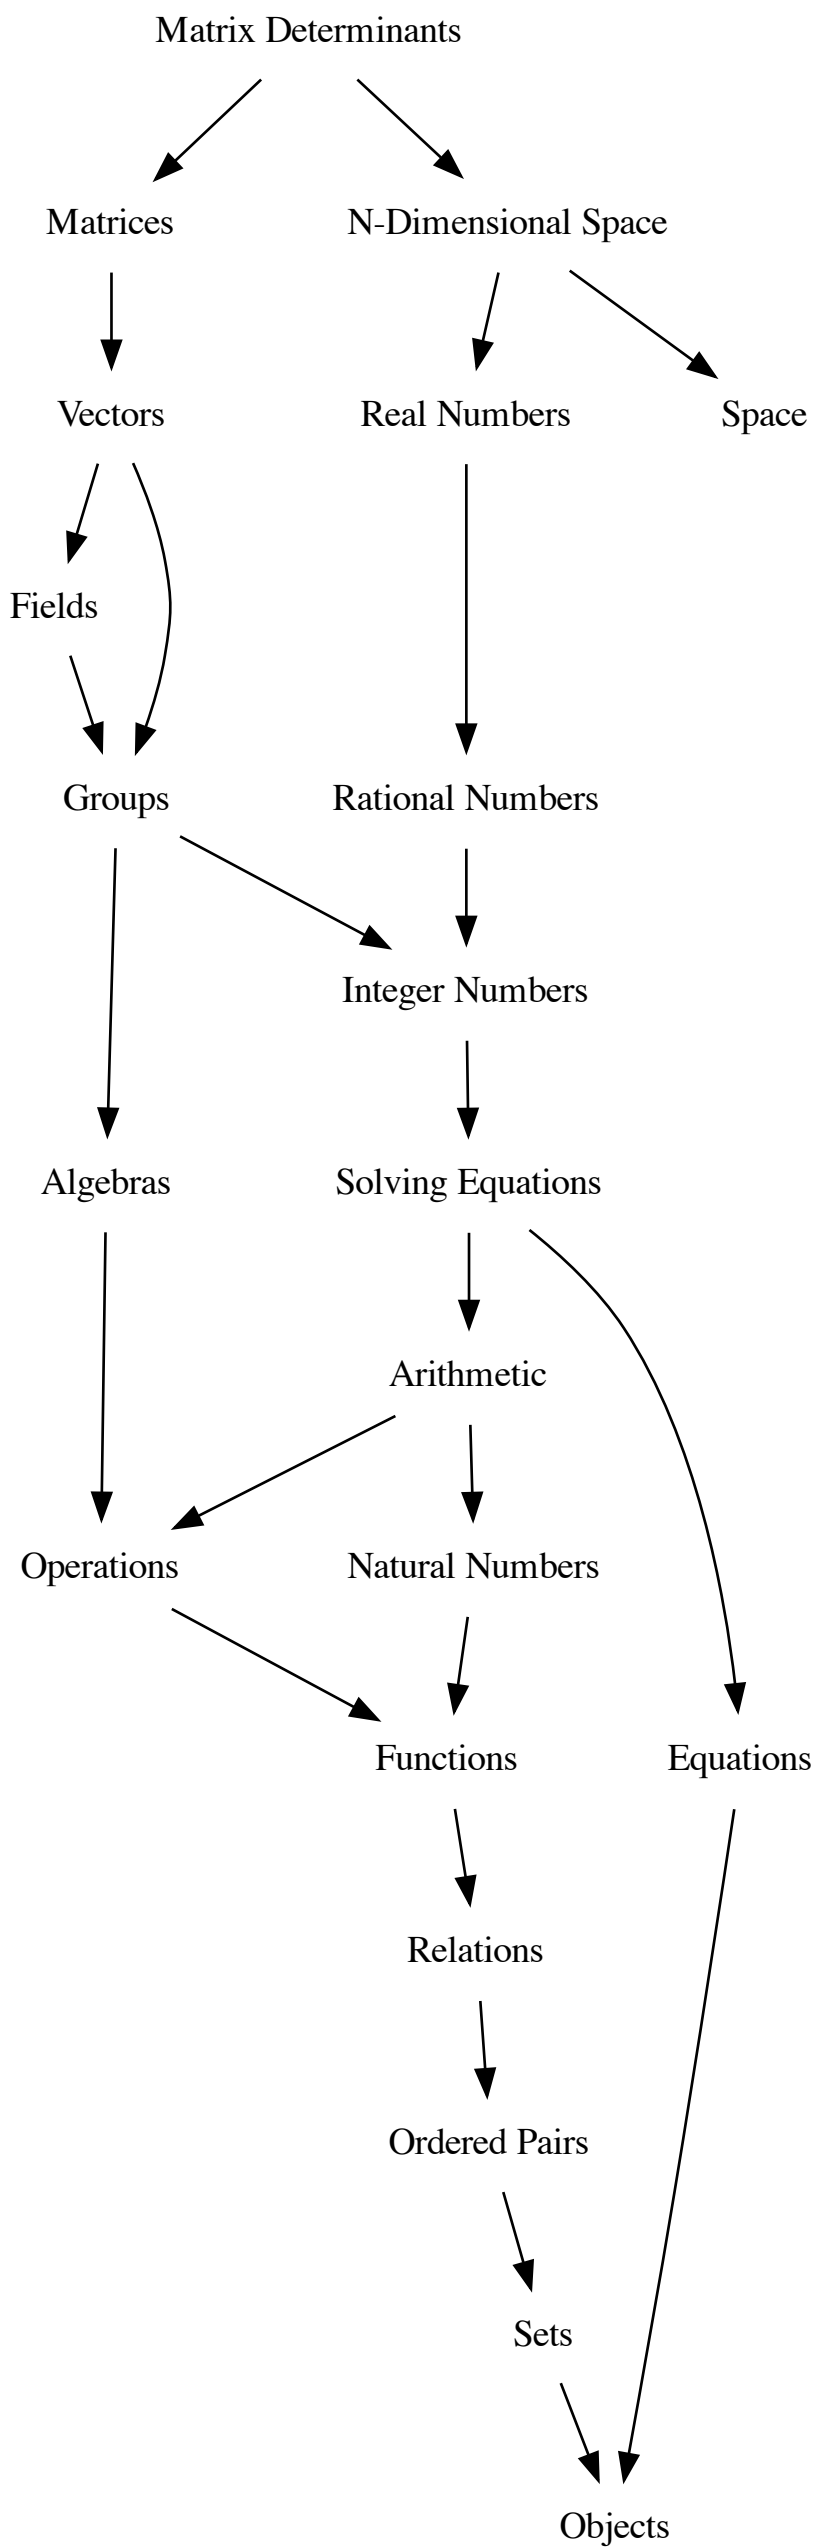 Matrix Determinants
Matrices
N-Dimensional Space
Vectors
Real Numbers
Space
Fields
Groups
Rational Numbers
Integer Numbers
Algebras
Solving Equations
Arithmetic
Operations
Natural Numbers
Functions
Equations
Relations
Ordered Pairs
Sets
Objects